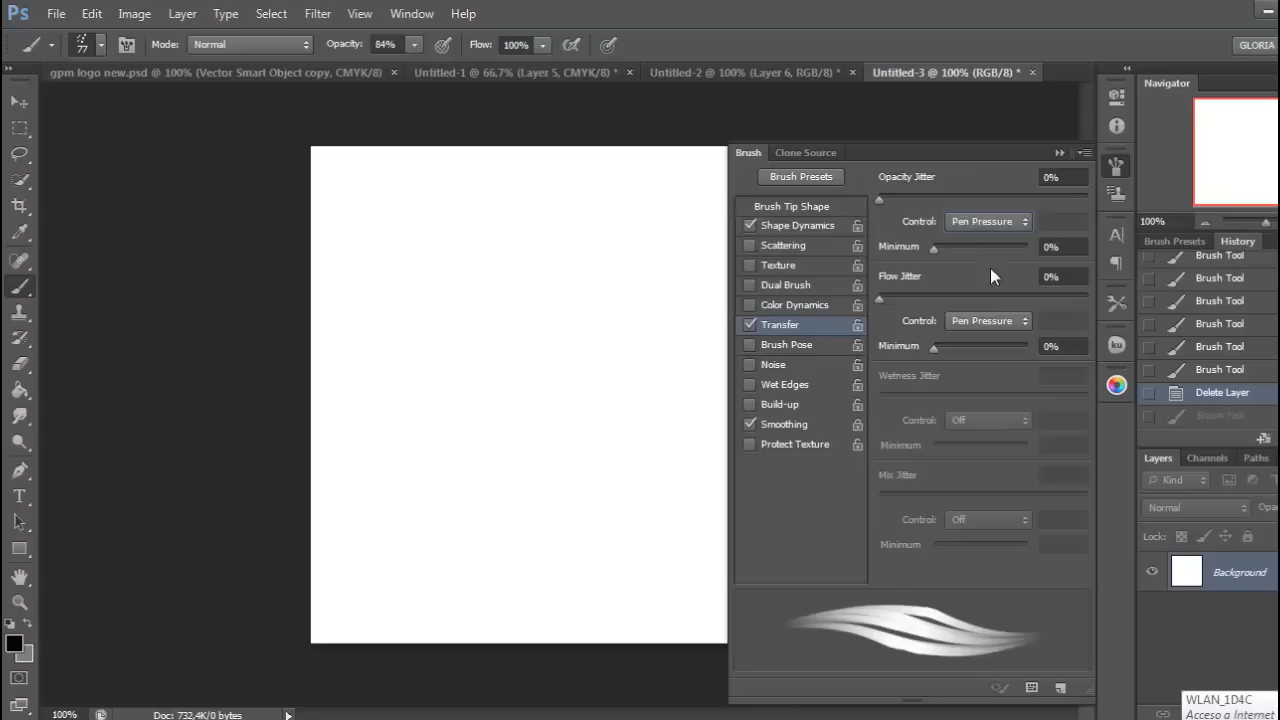 Ps File Edit Image Layer Type Select Filter View Window Help
77 Mode: Normal Opacity: 84% Flow: 100% GLORIA
gpm logo new.psd @ 100% (Vector Smart Object copy, CMYK/8) × Untitled-1 @ 66,7% (Layer 5, CMYK/8) * × Untitled-2 @ 100% (Layer 6, RGB/8) * × Untitled-3 @ 100% (RGB/8) * ×
Navigator
100%
Brush Clone Source
Brush Presets
Brush Tip Shape
Shape Dynamics
Scattering
Texture
Dual Brush
Color Dynamics
Transfer
Brush Pose
Noise
Wet Edges
Build-up
Smoothing
Protect Texture
Opacity Jitter 0%
Control: Pen Pressure
Minimum 0%
Flow Jitter 0%
Control: Pen Pressure
Minimum 0%
Wetness Jitter
Control: Off
Minimum
Mix Jitter
Control: Off
Minimum
A
ku
T
Brush Presets History
Brush Tool
Brush Tool
Brush Tool
Brush Tool
Brush Tool
Brush Tool
Delete Layer
Brush Tool
Layers Channels Paths
Kind
Normal Opa
Lock:
Background
WLAN_1D4C
Acceso a Internet
100% Doc: 732,4K/0 bytes